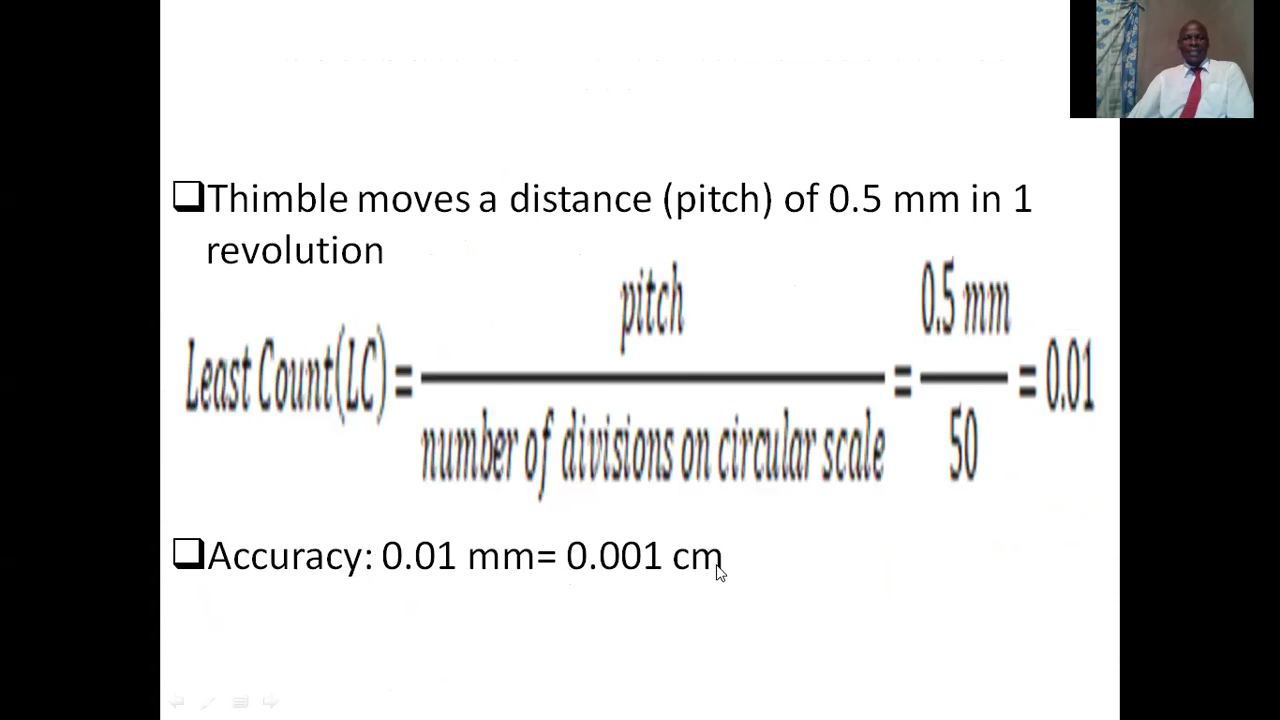 ❑Thimble moves a distance (pitch) of 0.5 mm in 1
revolution
Least Count(LC) = pitch / number of divisions on circular scale = 0.5 mm / 50 = 0.01
❑Accuracy: 0.01 mm= 0.001 cm